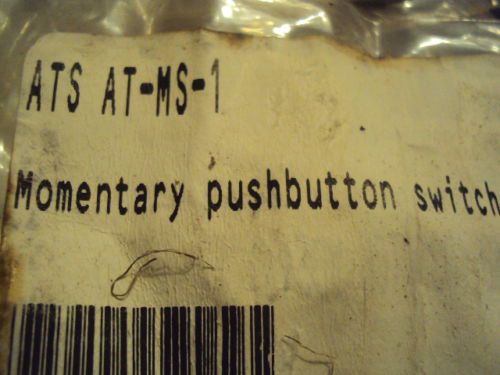 ATS AT-MS-1
Momentary pushbutton switch